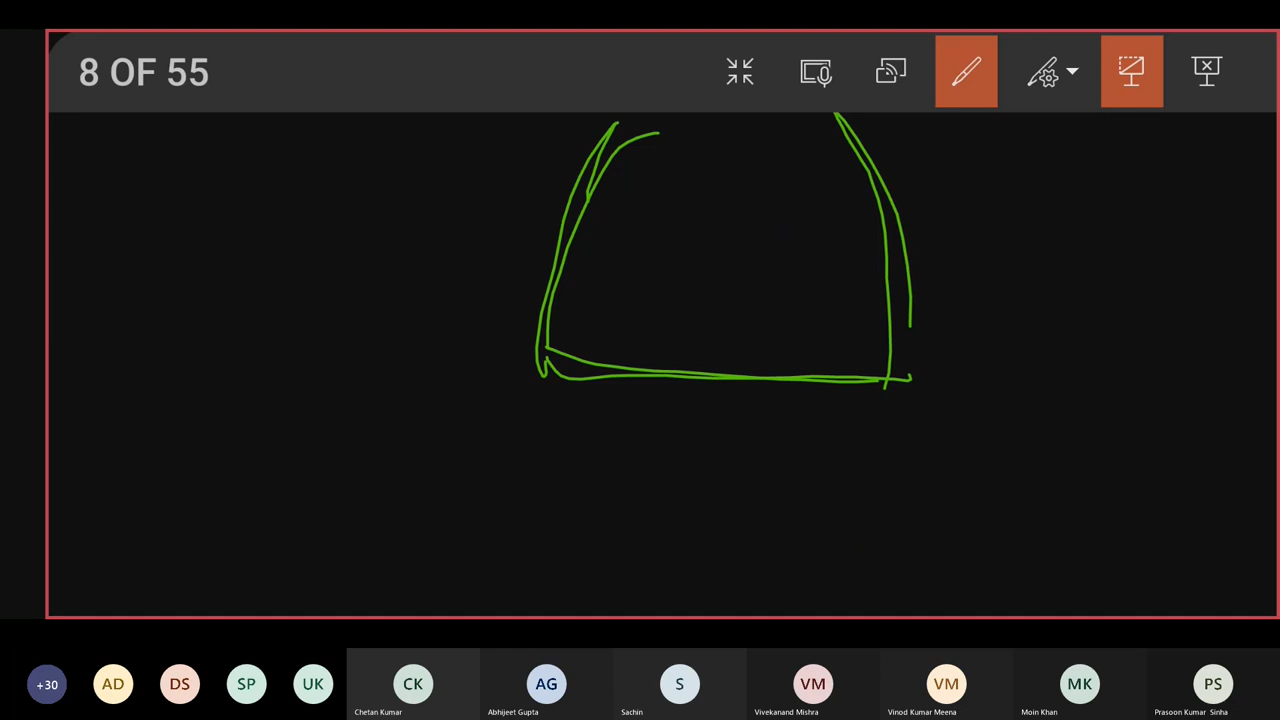 8 OF 55
+30 AD DS SP UK CK AG S VM VM MK PS
Chetan Kumar Abhijeet Gupta Sachin Vivekanand Mishra Vinod Kumar Meena Moin Khan Prasoon Kumar Sinha